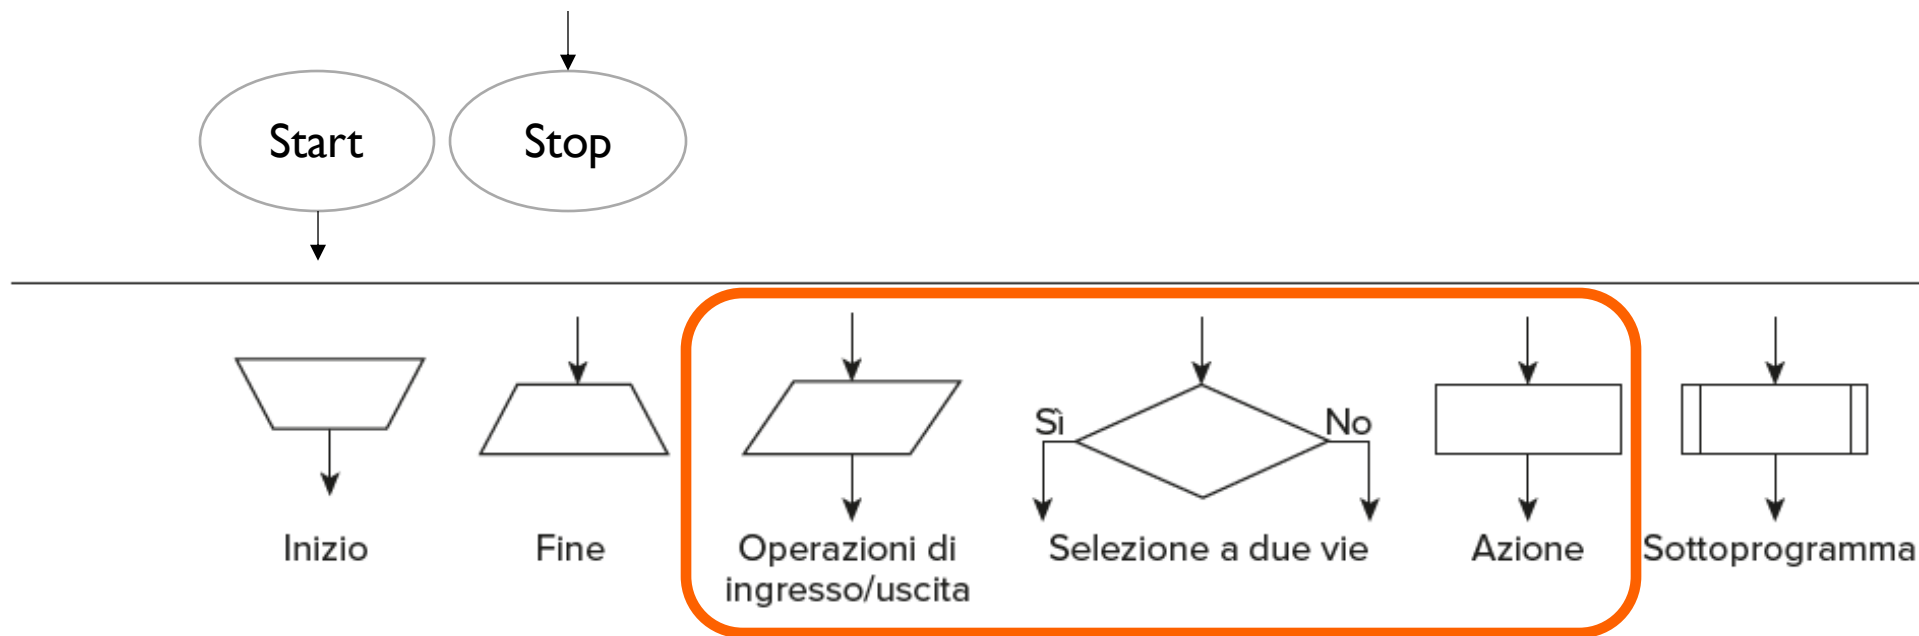 Start
Stop
Sì
No
Inizio
Fine
Operazioni di
ingresso/uscita
Selezione a due vie
Azione
Sottoprogramma